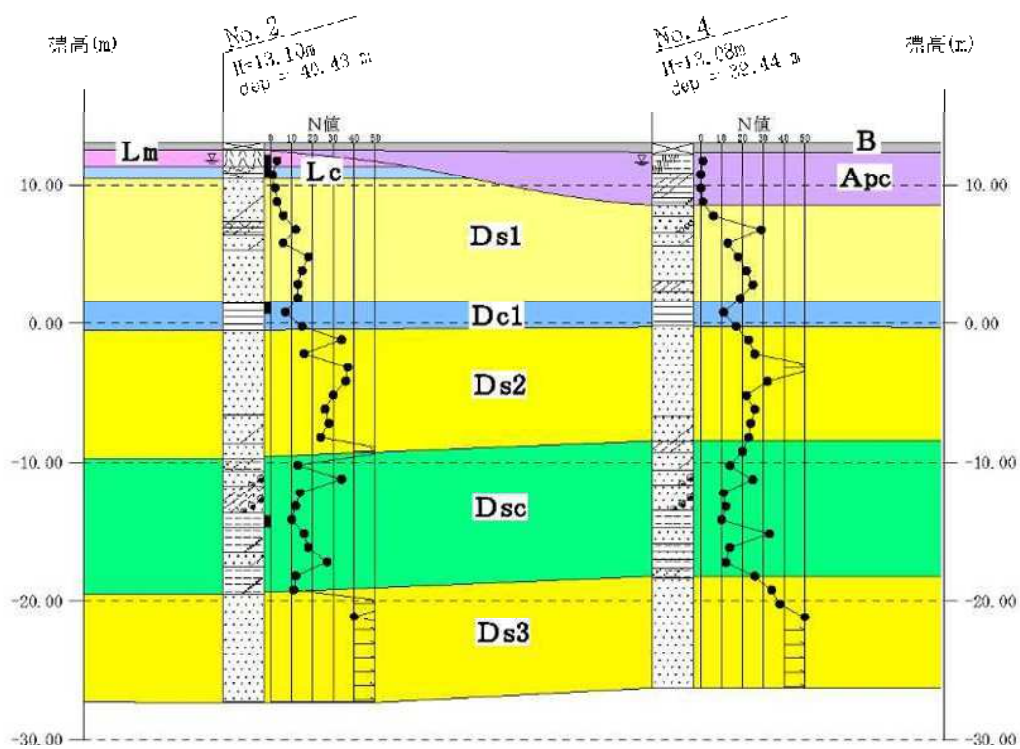 標高(m)
No. 2
H=13.10m
dep = 40.43 m
No. 4
H=13.08m
dep = 39.44 m
標高(m)
N値
0 10 20 30 40 50
N値
0 10 20 30 40 50
B
Lm
Lc
Apc
10.00
10.00
Ds1
Dc1
0.00
0.00
Ds2
-10.00
-10.00
Dsc
-20.00
-20.00
Ds3
-30.00
-30.00